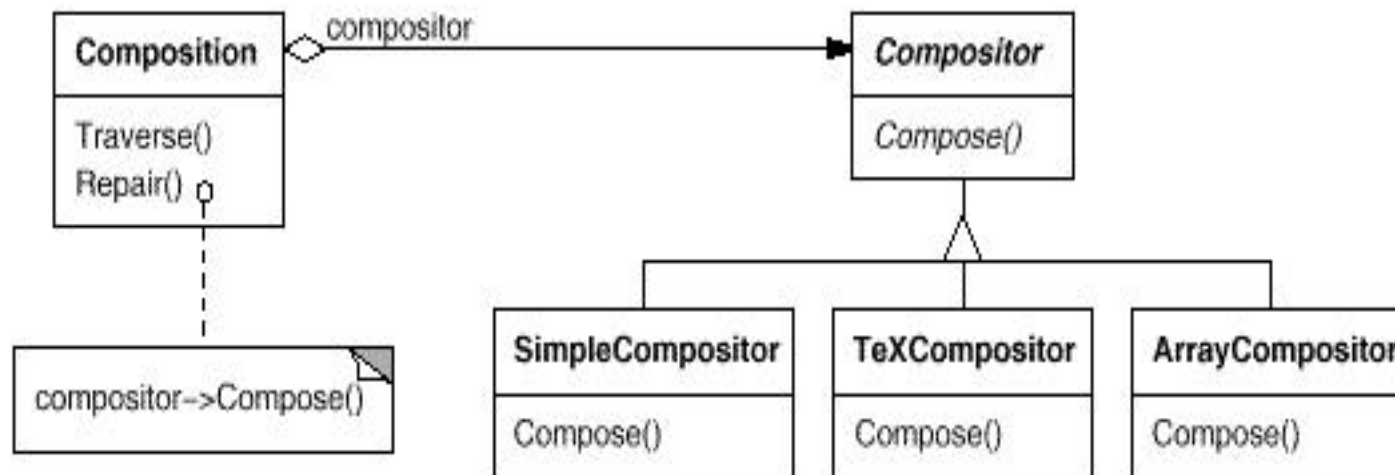 Composition
compositor
Compositor
Traverse()
Repair()
Compose()
compositor->Compose()
SimpleCompositor
TeXCompositor
ArrayCompositor
Compose()
Compose()
Compose()